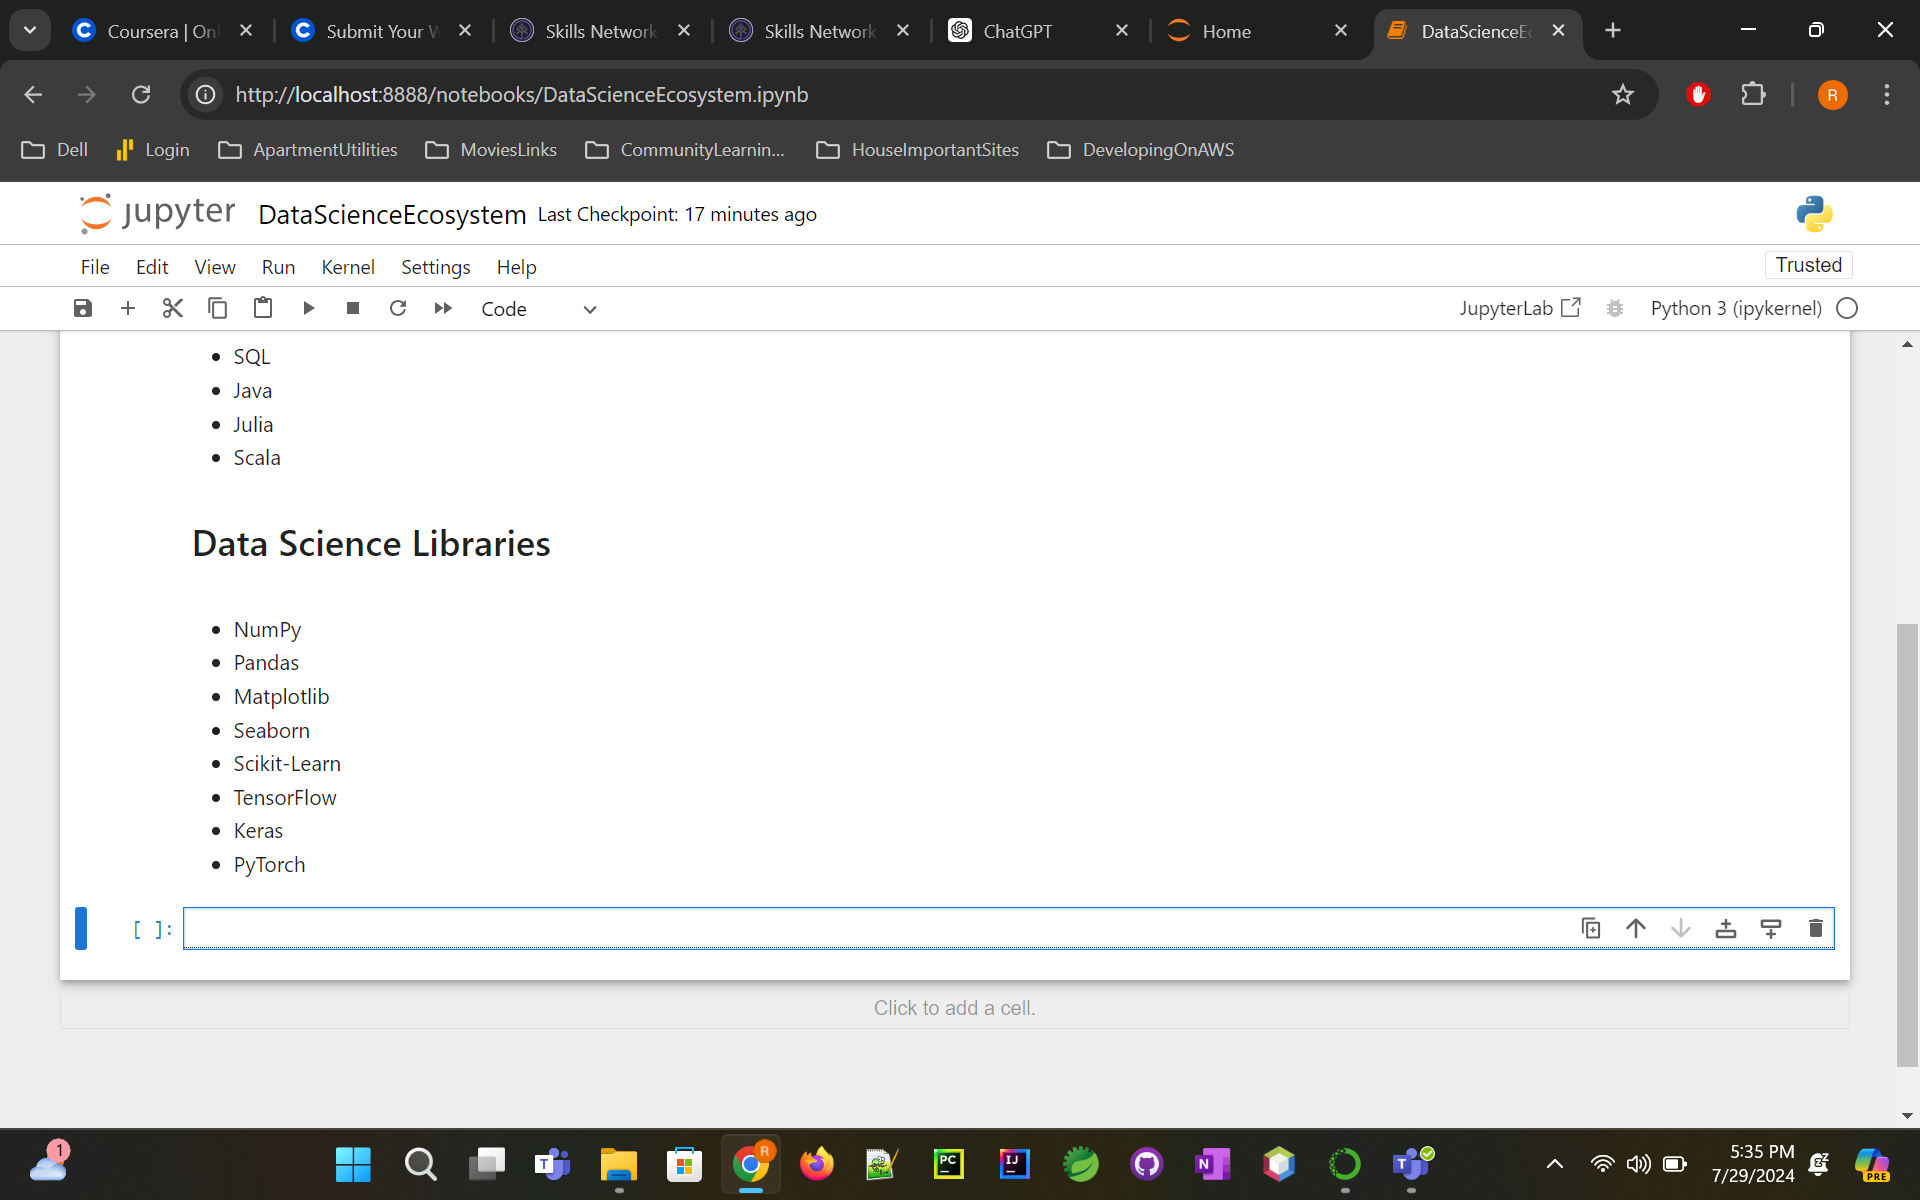 Coursera | Onl
Submit Your W
Skills Network
Skills Network
ChatGPT
Home
DataScienceEc
http://localhost:8888/notebooks/DataScienceEcosystem.ipynb
R
Dell
Login
ApartmentUtilities
MoviesLinks
CommunityLearnin...
HouseImportantSites
DevelopingOnAWS
jupyter
DataScienceEcosystem
Last Checkpoint: 17 minutes ago
File
Edit
View
Run
Kernel
Settings
Help
Trusted
Code
JupyterLab
Python 3 (ipykernel)
• SQL
• Java
• Julia
• Scala
Data Science Libraries
• NumPy
• Pandas
• Matplotlib
• Seaborn
• Scikit-Learn
• TensorFlow
• Keras
• PyTorch
[ ]:
Click to add a cell.
1
T
R
PC
IJ
N
T
5:35 PM
7/29/2024
PRE